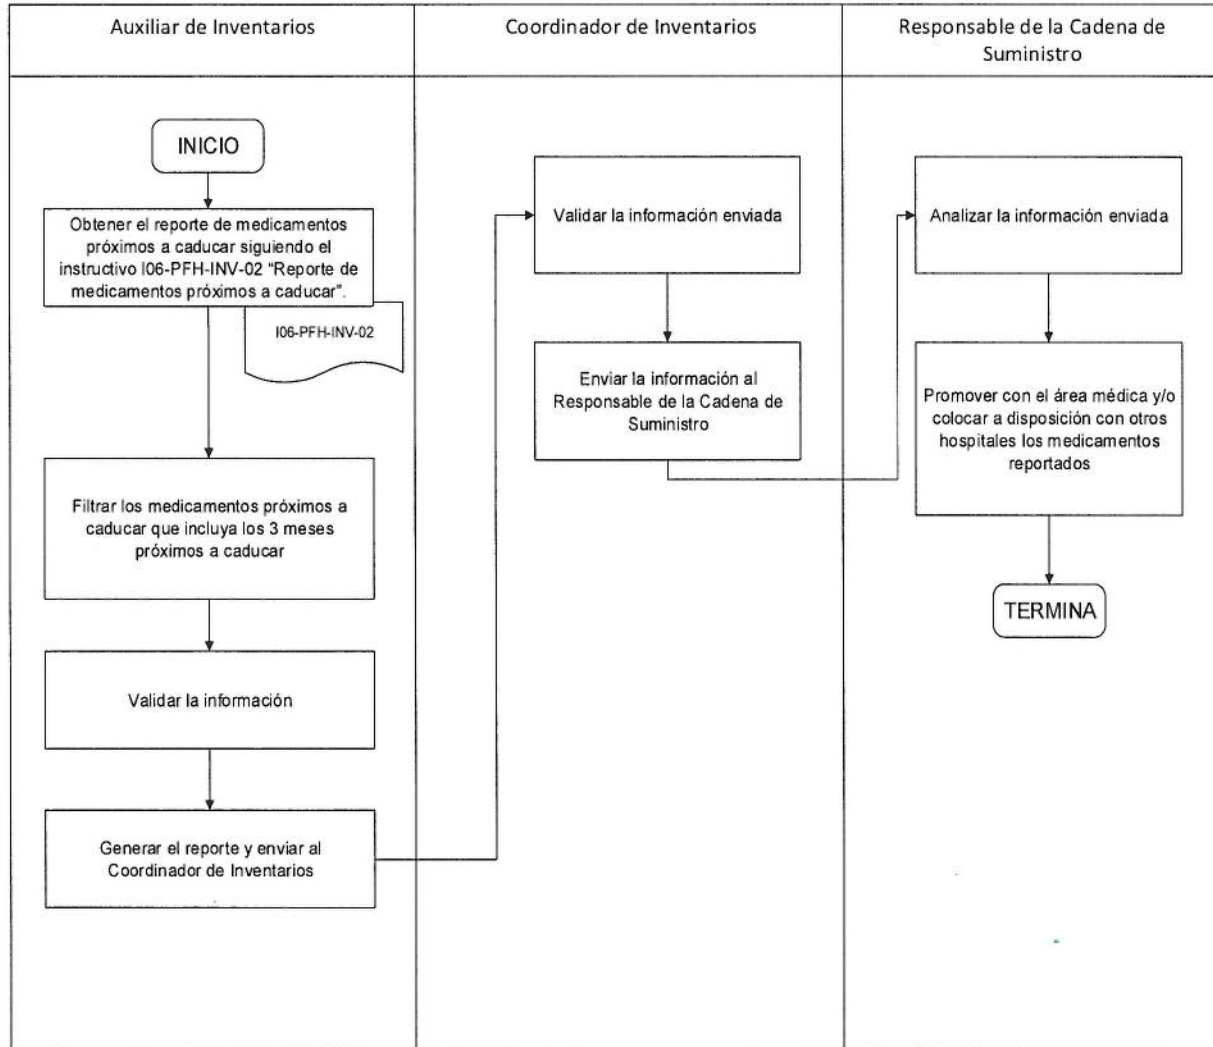 Auxiliar de Inventarios
Coordinador de Inventarios
Responsable de la Cadena de
Suministro
INICIO
Obtener el reporte de medicamentos
próximos a caducar siguiendo el
instructivo I06-PFH-INV-02 “Reporte de
medicamentos próximos a caducar”.
I06-PFH-INV-02
Filtrar los medicamentos próximos a
caducar que incluya los 3 meses
próximos a caducar
Validar la información
Generar el reporte y enviar al
Coordinador de Inventarios
Validar la información enviada
Enviar la información al
Responsable de la Cadena de
Suministro
Analizar la información enviada
Promover con el área médica y/o
colocar a disposición con otros
hospitales los medicamentos
reportados
TERMINA